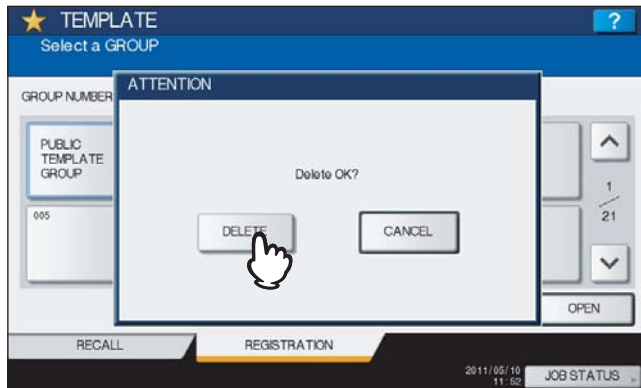 TEMPLATE
?
Select a GROUP
GROUP NUMBER
ATTENTION
PUBLIC
TEMPLATE
GROUP
Delete OK?
1
21
005
DELETE
CANCEL
OPEN
RECALL
REGISTRATION
2011/05/10
11:52
JOB STATUS